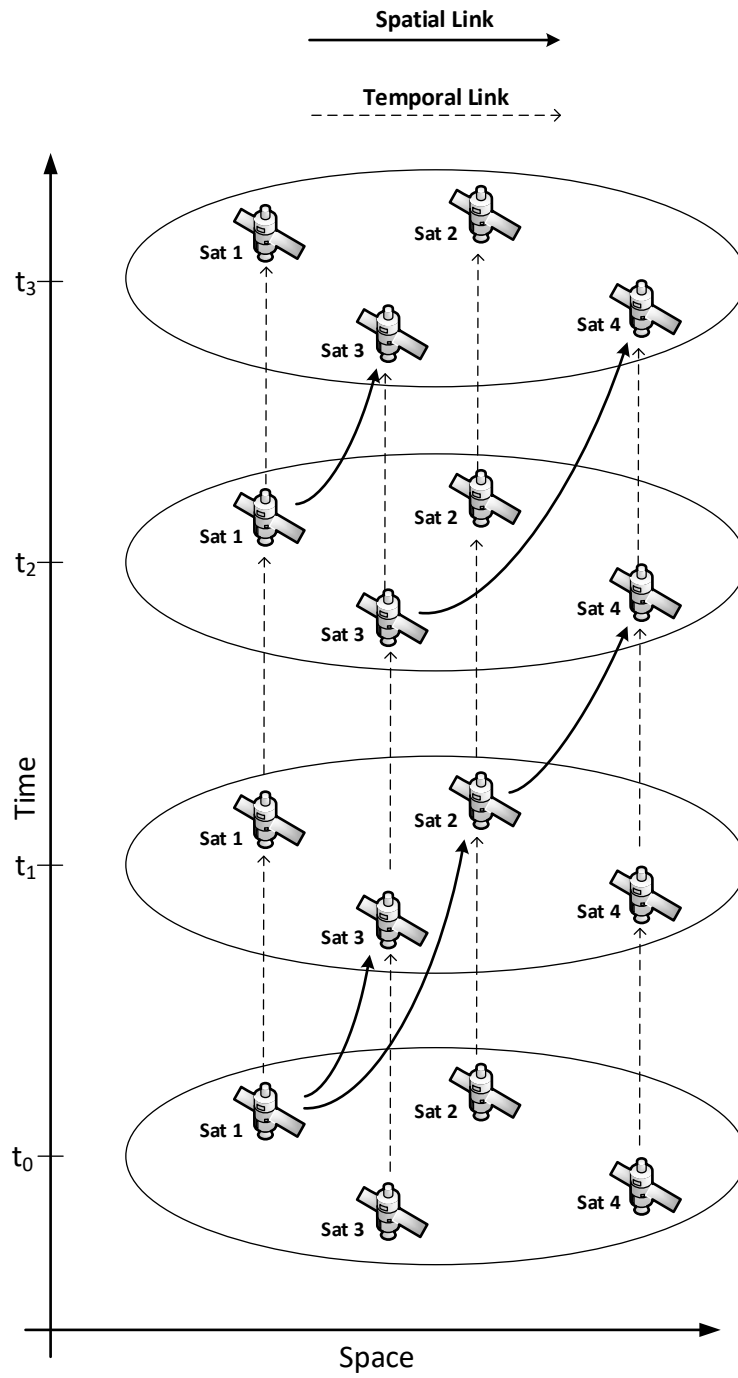 Spatial Link
Temporal Link
Time
Space
t3
Sat 1
Sat 2
Sat 3
Sat 4
t2
Sat 1
Sat 2
Sat 3
Sat 4
t1
Sat 1
Sat 2
Sat 3
Sat 4
t0
Sat 1
Sat 2
Sat 3
Sat 4